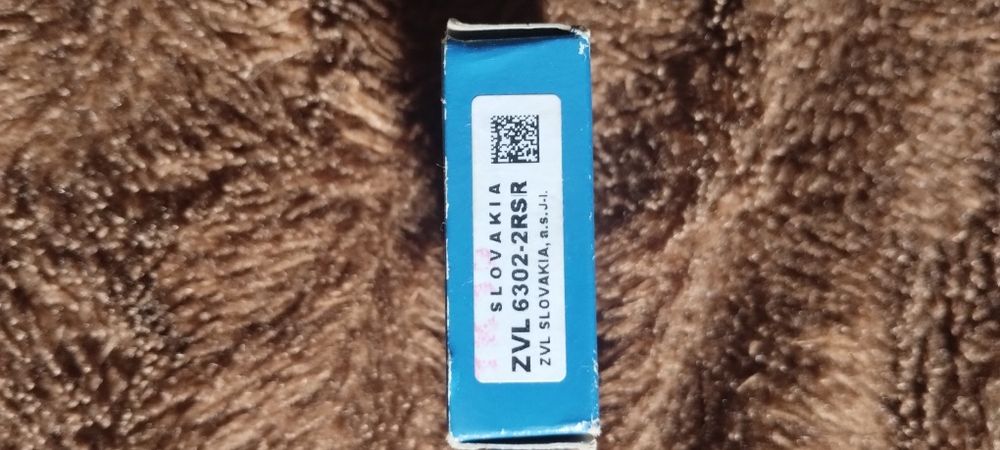 SLOVAKIA
ZVL 6302-2RSR
ZVL SLOVAKIA, a.s.J-I.